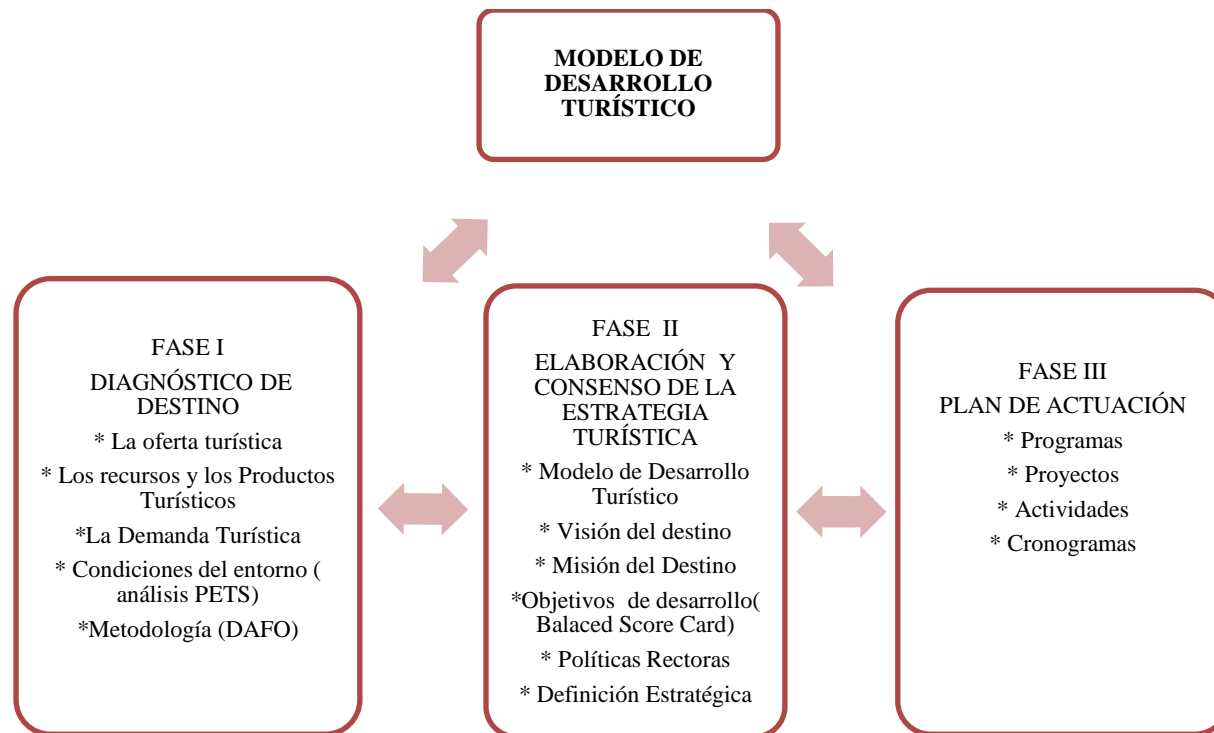 MODELO DE
DESARROLLO
TURÍSTICO
FASE I
DIAGNÓSTICO DE
DESTINO
* La oferta turística
* Los recursos y los Productos
Turísticos
*La Demanda Turística
* Condiciones del entorno (
análisis PETS)
*Metodología (DAFO)
FASE II
ELABORACIÓN Y
CONSENSO DE LA
ESTRATEGIA
TURÍSTICA
* Modelo de Desarrollo
Turístico
* Visión del destino
* Misión del Destino
*Objetivos de desarrollo(
Balaced Score Card)
* Políticas Rectoras
* Definición Estratégica
FASE III
PLAN DE ACTUACIÓN
* Programas
* Proyectos
* Actividades
* Cronogramas